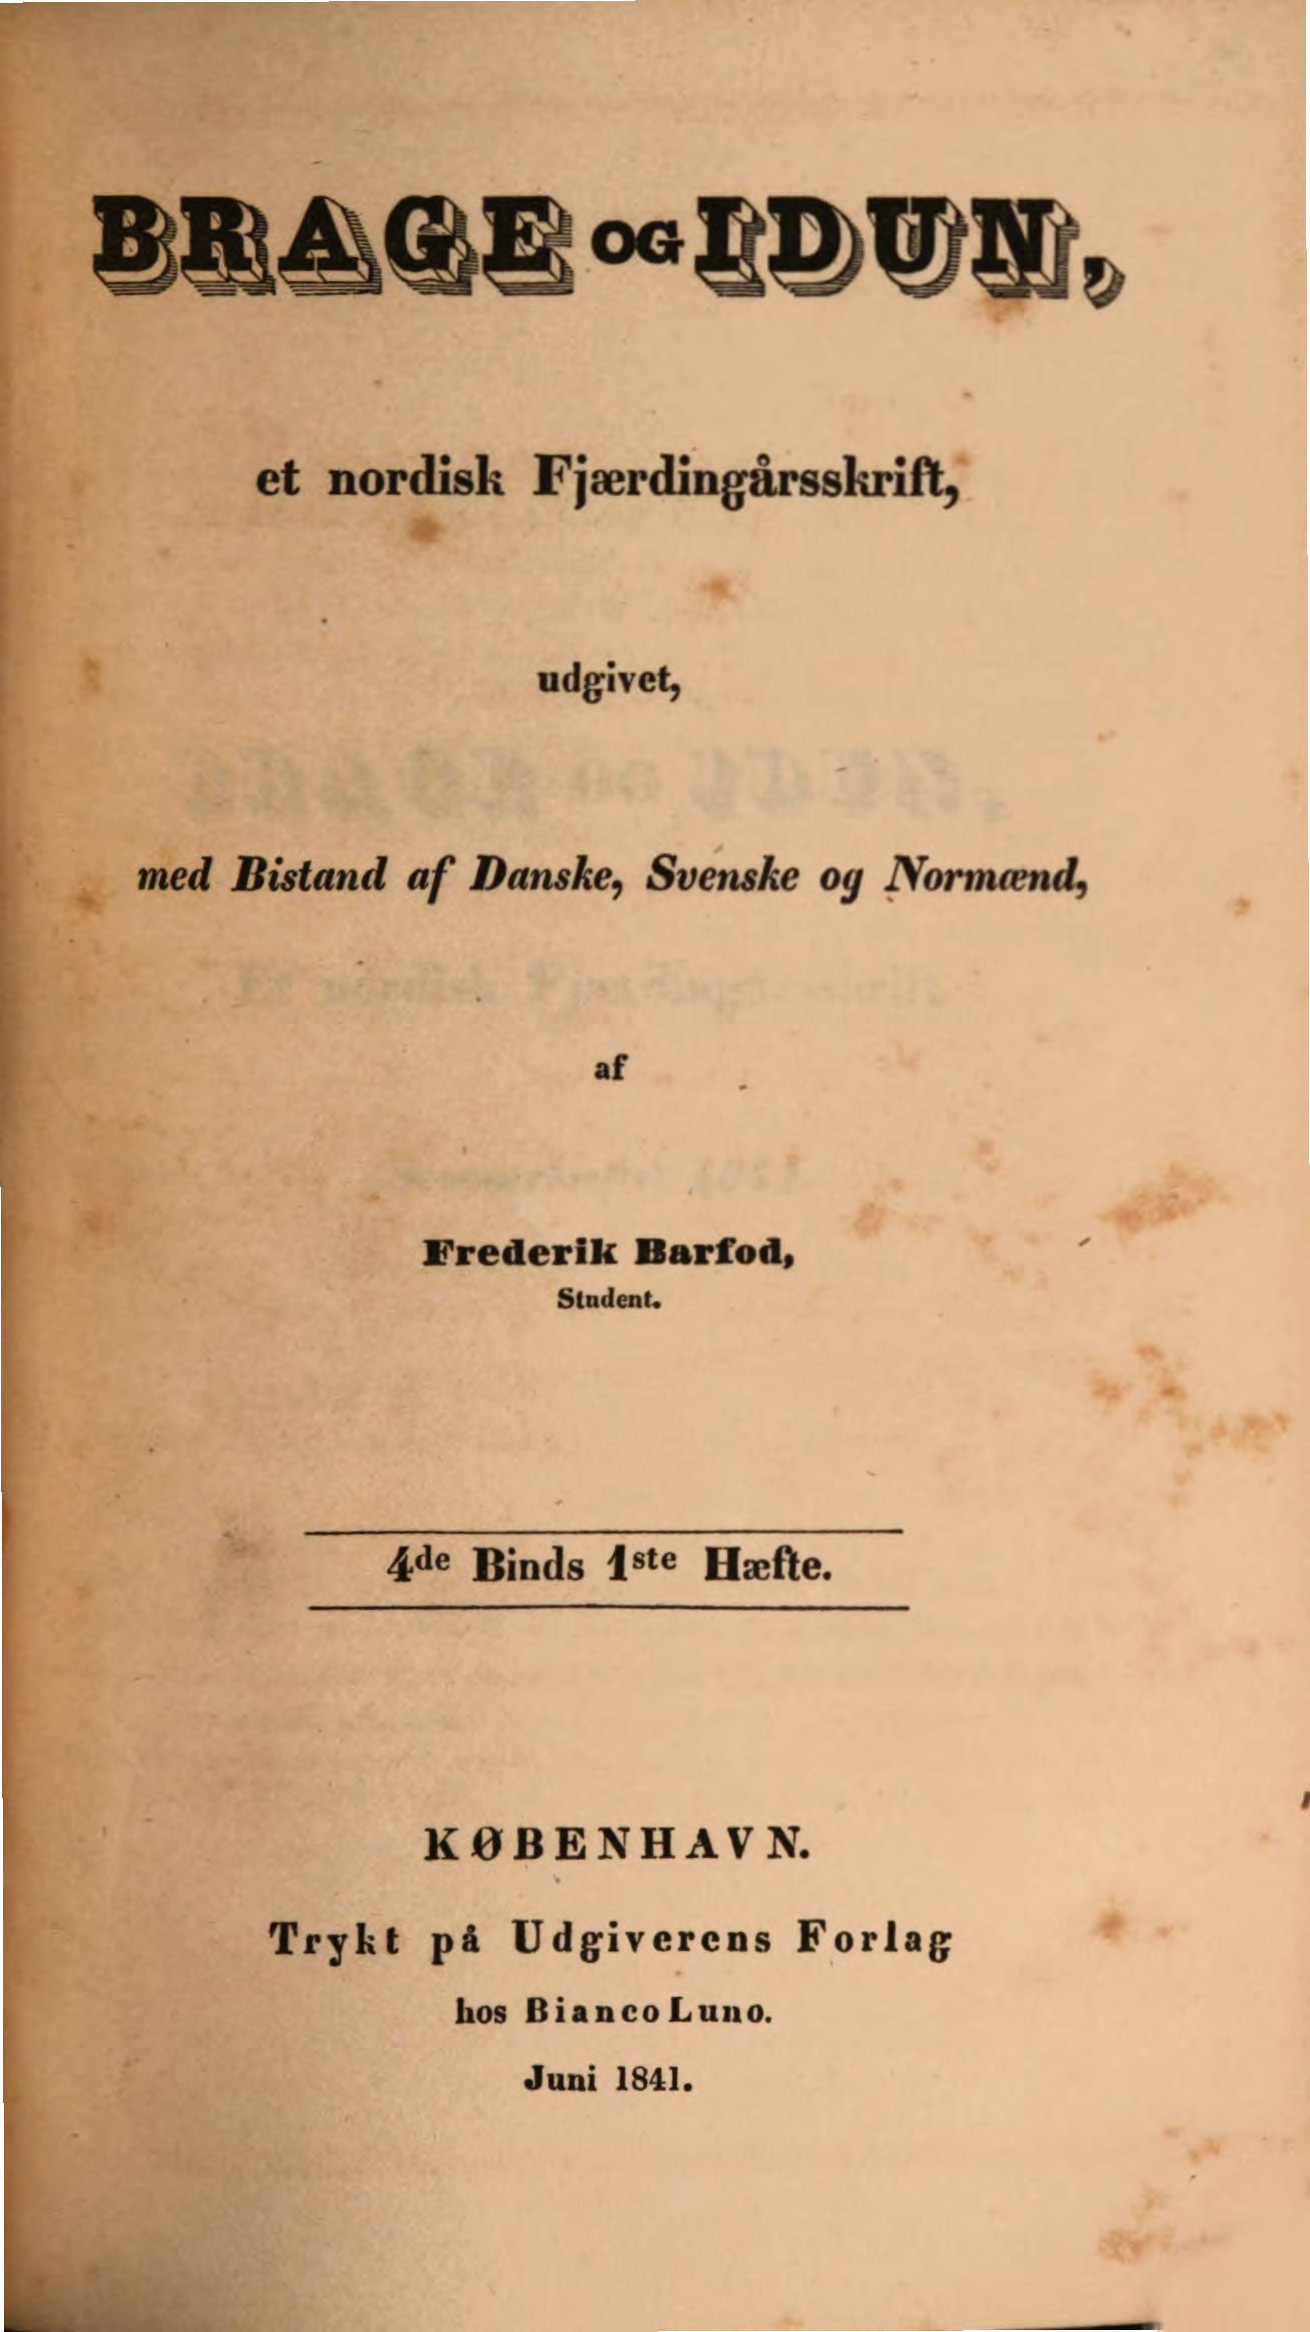 BRAGE OG IDUN,
et nordisk Fjærdingårsskrift,
udgivet,
med Bistand af Danske, Svenske og Normænd,
af
Frederik Barfod,
Student.
4de Binds 1ste Hæfte.
KØBENHAVN.
Trykt på Udgiverens Forlag
hos Bianco Luno.
Juni 1841.